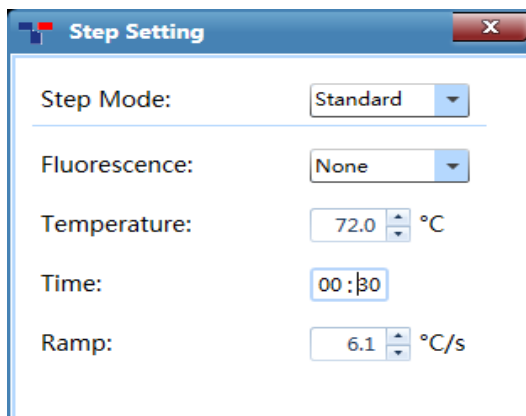 Step Setting
x
Step Mode: Standard
Fluorescence: None
Temperature: 72.0 °C
Time: 00:30
Ramp: 6.1 °C/s